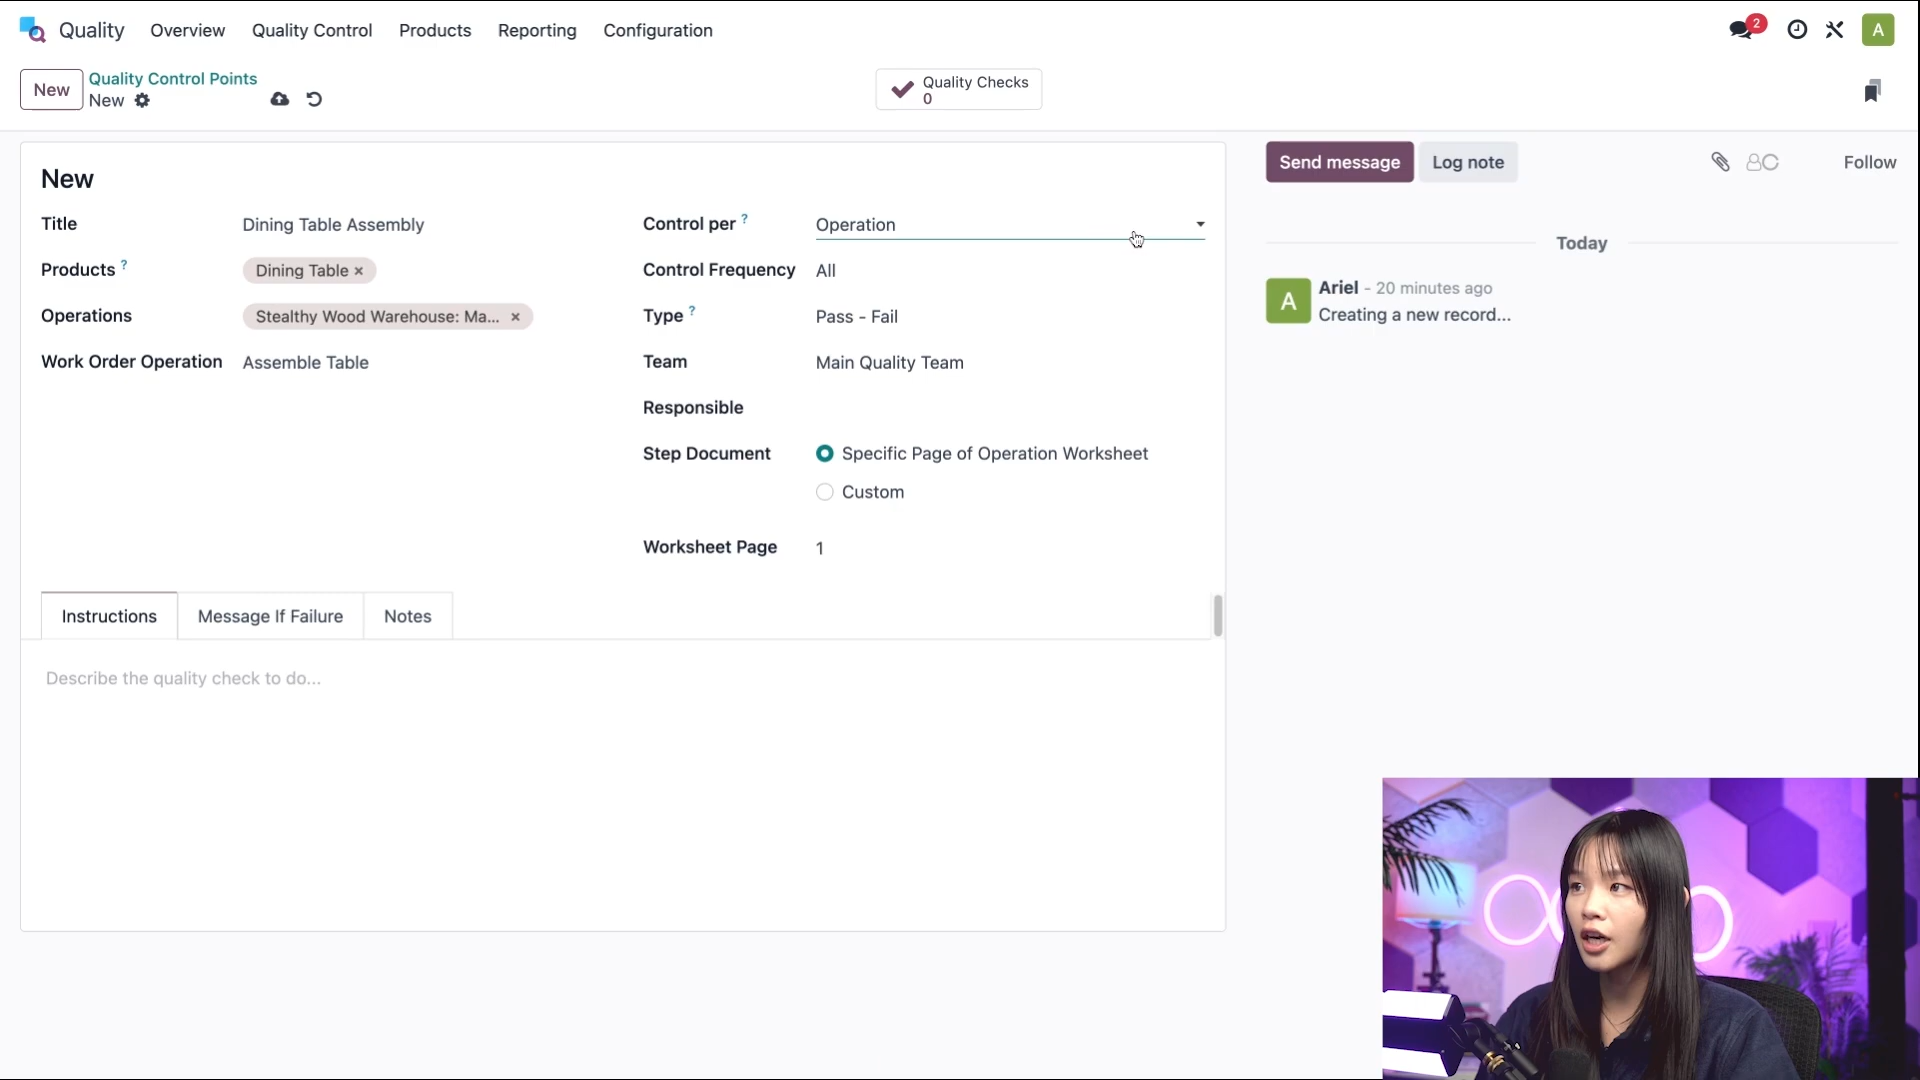 Quality Overview Quality Control Products Reporting Configuration 2 A
New Quality Control Points
New
Quality Checks
0
New
Title Dining Table Assembly
Products ? Dining Table ×
Operations Stealthy Wood Warehouse: Ma... ×
Work Order Operation Assemble Table
Control per ? Operation
Control Frequency All
Type ? Pass - Fail
Team Main Quality Team
Responsible
Step Document Specific Page of Operation Worksheet
Custom
Worksheet Page 1
Instructions Message If Failure Notes
Describe the quality check to do...
Send message Log note Follow
Today
A Ariel - 20 minutes ago
Creating a new record...